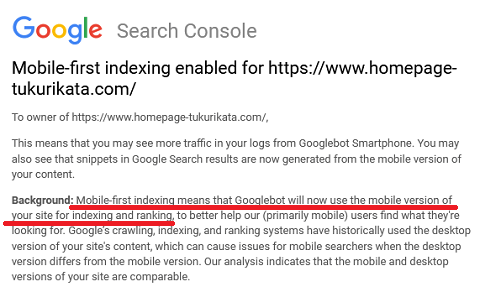 Google Search Console
Mobile-first indexing enabled for https://www.homepage-
tukurikata.com/
To owner of https://www.homepage-tukurikata.com/,
This means that you may see more traffic in your logs from Googlebot Smartphone. You may
also see that snippets in Google Search results are now generated from the mobile version of
your content.
Background: Mobile-first indexing means that Googlebot will now use the mobile version of
your site for indexing and ranking, to better help our (primarily mobile) users find what they're
looking for. Google's crawling, indexing, and ranking systems have historically used the desktop
version of your site's content, which can cause issues for mobile searchers when the desktop
version differs from the mobile version. Our analysis indicates that the mobile and desktop
versions of your site are comparable.